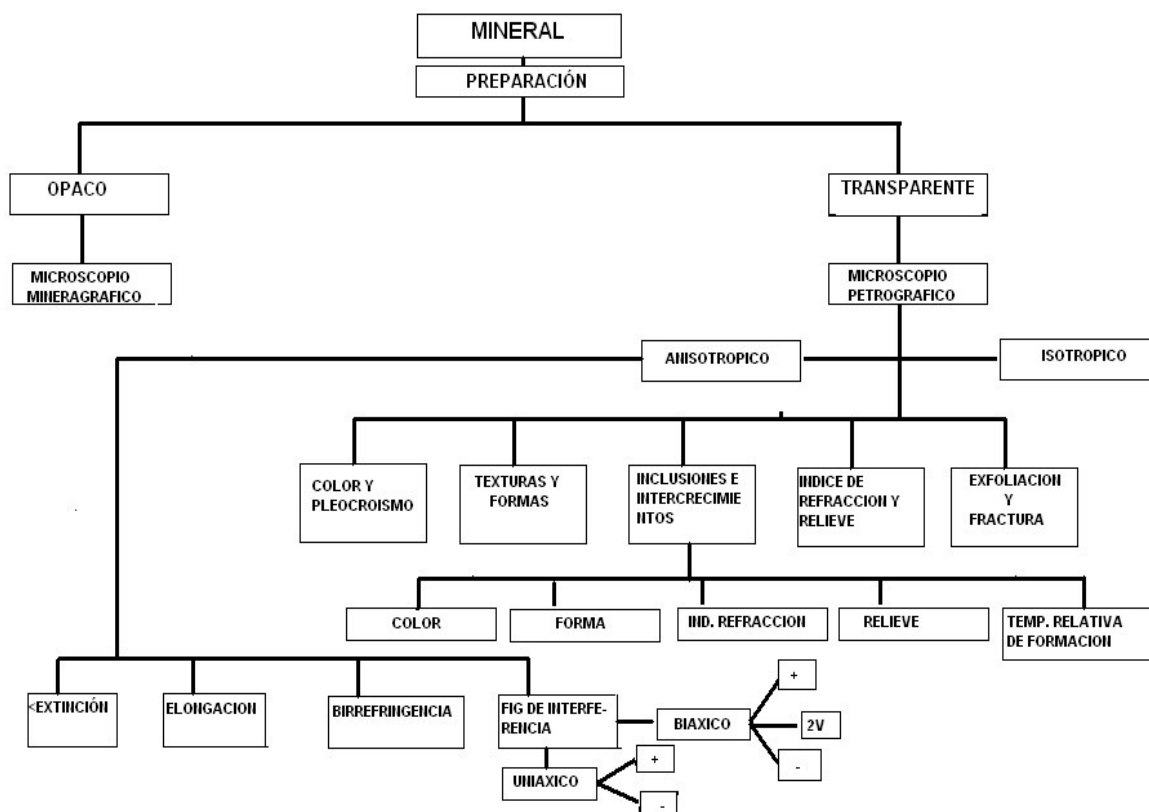 MINERAL
PREPARACIÓN
OPACO
TRANSPARENTE
MICROSCOPIO
MINERAGRAFICO
MICROSCOPIO
PETROGRAFICO
ANISOTROPICO
ISOTROPICO
COLOR Y
PLEOCROISMO
TEXTURAS Y
FORMAS
INCLUSIONES E
INTERCRECIMIE
NTOS
INDICE DE
REFRACCION Y
RELIEVE
EXFOLIACION
Y
FRACTURA
COLOR
FORMA
IND. REFRACCION
RELIEVE
TEMP. RELATIVA
DE FORMACION
<EXTINCIÓN
ELONGACION
BIRREFRINGENCIA
FIG DE INTERFE-
RENCIA
BIAXICO
+
2V
-
UNIAXICO
+
-